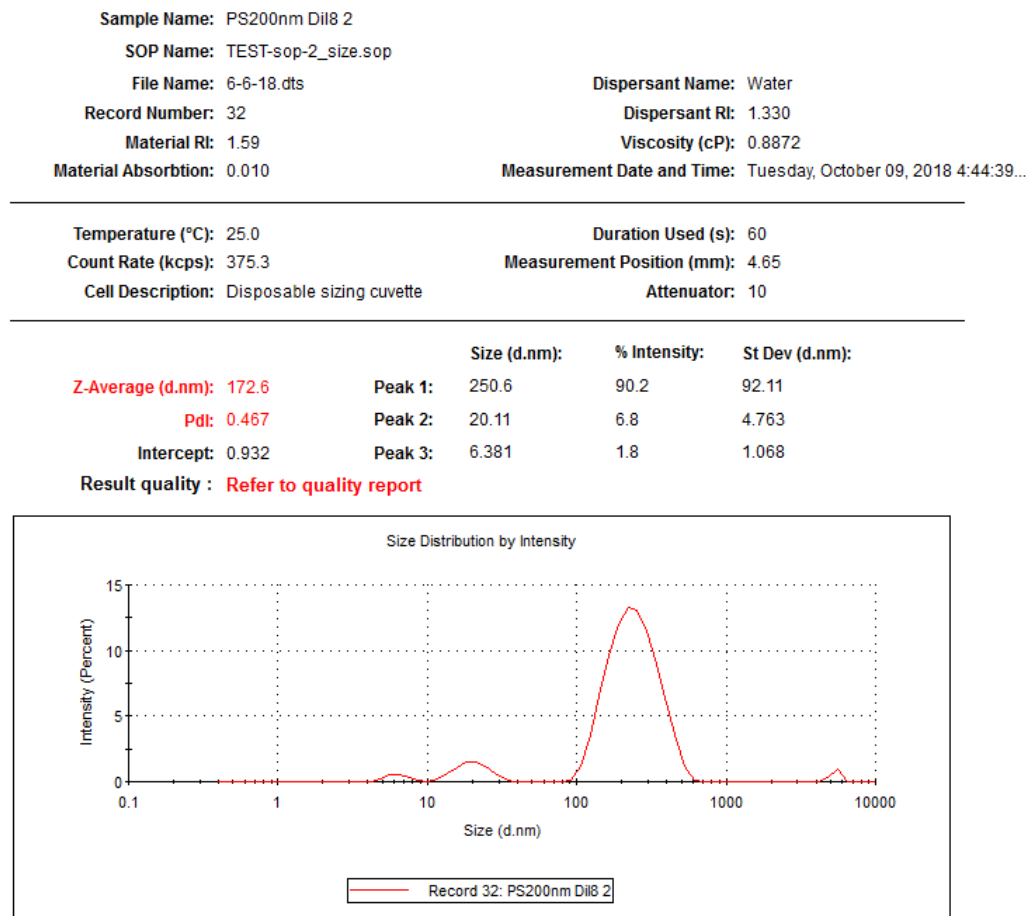 Sample Name: PS200nm Dil8 2
SOP Name: TEST-sop-2_size.sop
File Name: 6-6-18.dts Dispersant Name: Water
Record Number: 32 Dispersant RI: 1.330
Material RI: 1.59 Viscosity (cP): 0.8872
Material Absorbtion: 0.010 Measurement Date and Time: Tuesday, October 09, 2018 4:44:39...
Temperature (°C): 25.0 Duration Used (s): 60
Count Rate (kcps): 375.3 Measurement Position (mm): 4.65
Cell Description: Disposable sizing cuvette Attenuator: 10
Size (d.nm): % Intensity: St Dev (d.nm):
Z-Average (d.nm): 172.6 Peak 1: 250.6 90.2 92.11
PdI: 0.467 Peak 2: 20.11 6.8 4.763
Intercept: 0.932 Peak 3: 6.381 1.8 1.068
Result quality : Refer to quality report
Size Distribution by Intensity
Intensity (Percent)
15
10
5
0
0.1 1 10 100 1000 10000
Size (d.nm)
Record 32: PS200nm Dil8 2